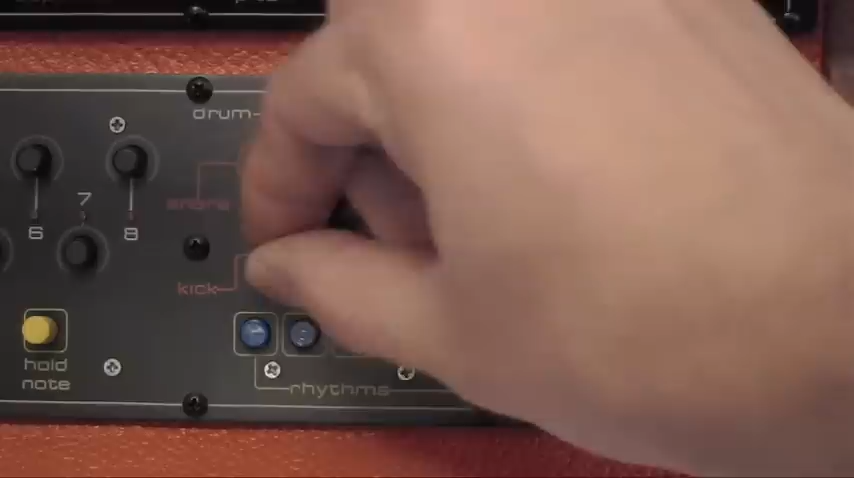 drum-
7
6
8
snare
kick
hold
note
rhythms